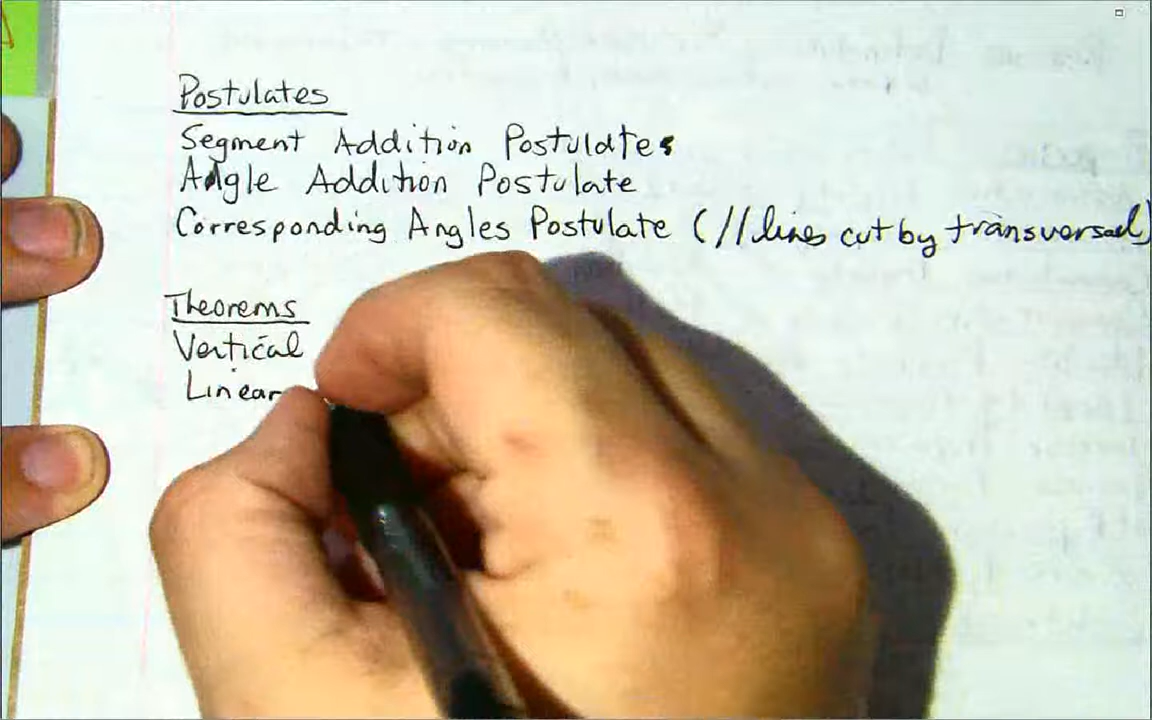 Postulates
Segment Addition Postulates
Angle Addition Postulate
Corresponding Angles Postulate (//lines cut by transversal)
Theorems
Vertical
Linear